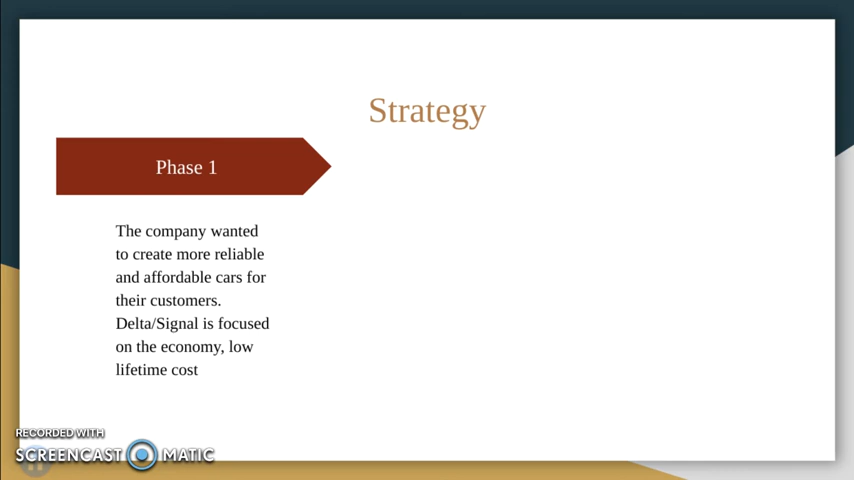 Strategy
Phase 1
The company wanted
to create more reliable
and affordable cars for
their customers.
Delta/Signal is focused
on the economy, low
lifetime cost
RECORDED WITH
SCREENCAST MATIC